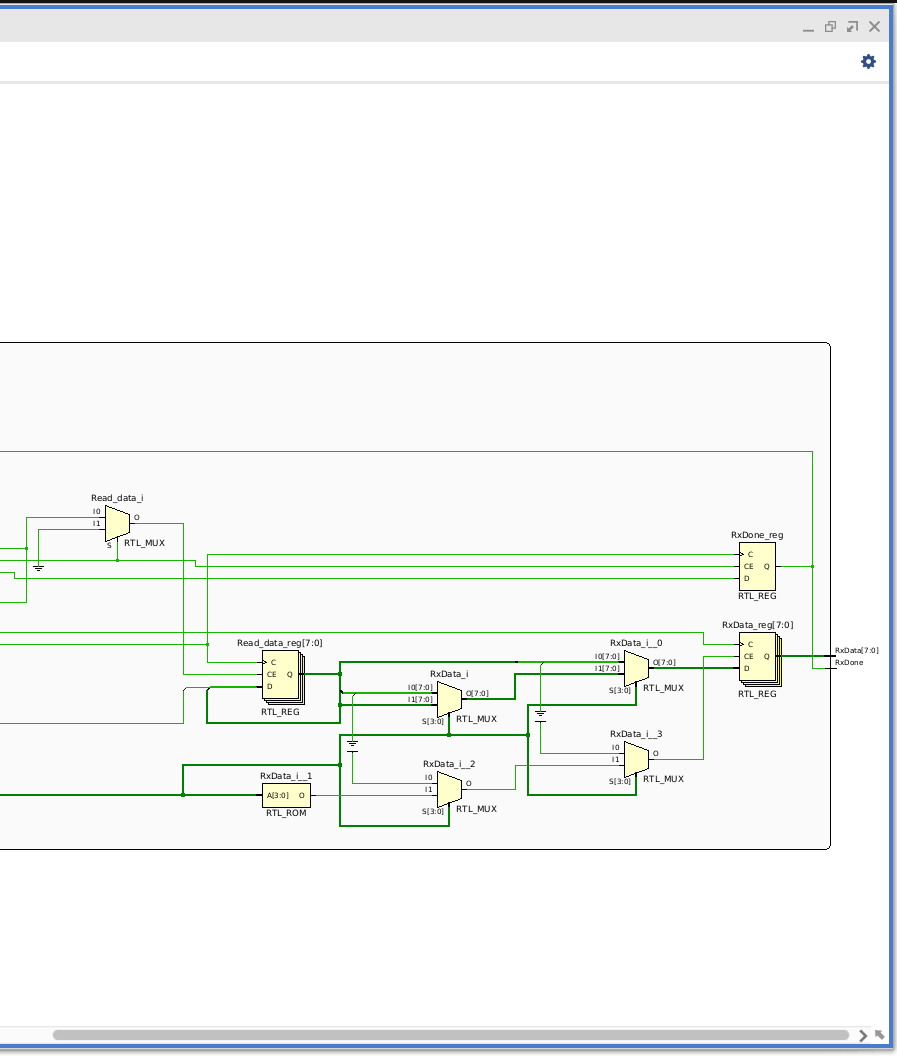 Read_data_i
I0
I1
O
S
RTL_MUX
RxDone_reg
C
CE
Q
D
RTL_REG
RxData_reg[7:0]
C
CE
Q
D
RTL_REG
RxData[7:0]
RxDone
Read_data_reg[7:0]
C
CE
Q
D
RTL_REG
RxData_i
I0[7:0]
I1[7:0]
O[7:0]
S[3:0]
RTL_MUX
RxData_i__0
I0[7:0]
I1[7:0]
O[7:0]
S[3:0]
RTL_MUX
RxData_i__3
I0
I1
O
S[3:0]
RTL_MUX
RxData_i__2
I0
I1
O
S[3:0]
RTL_MUX
RxData_i__1
A[3:0]
O
RTL_ROM